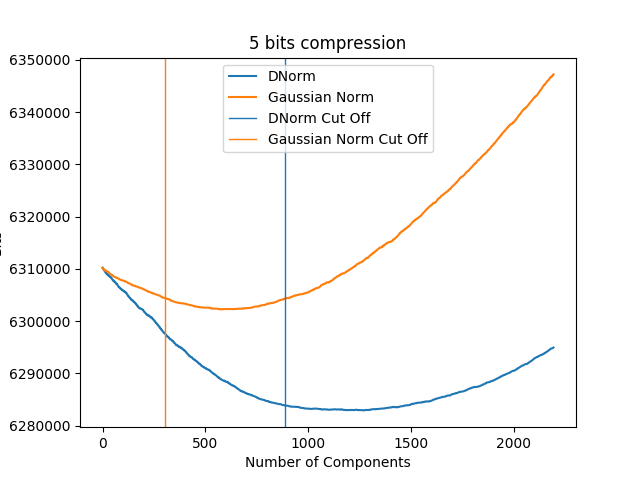 5 bits compression
6350000
6340000
6330000
6320000
6310000
6300000
6290000
6280000
DNorm
Gaussian Norm
DNorm Cut Off
Gaussian Norm Cut Off
0
500
1000
1500
2000
Number of Components